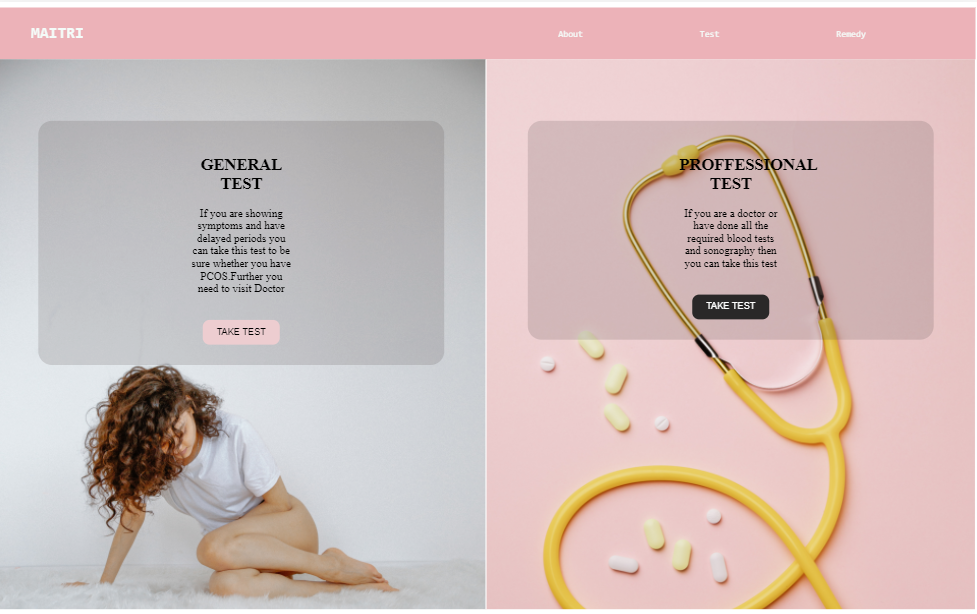 MAITRI
About
Test
Remedy
GENERAL
TEST
If you are showing
symptoms and have
delayed periods you
can take this test to be
sure whether you have
PCOS.Further you
need to visit Doctor
TAKE TEST
PROFFESSIONAL
TEST
If you are a doctor or
have done all the
required blood tests
and sonography then
you can take this test
TAKE TEST